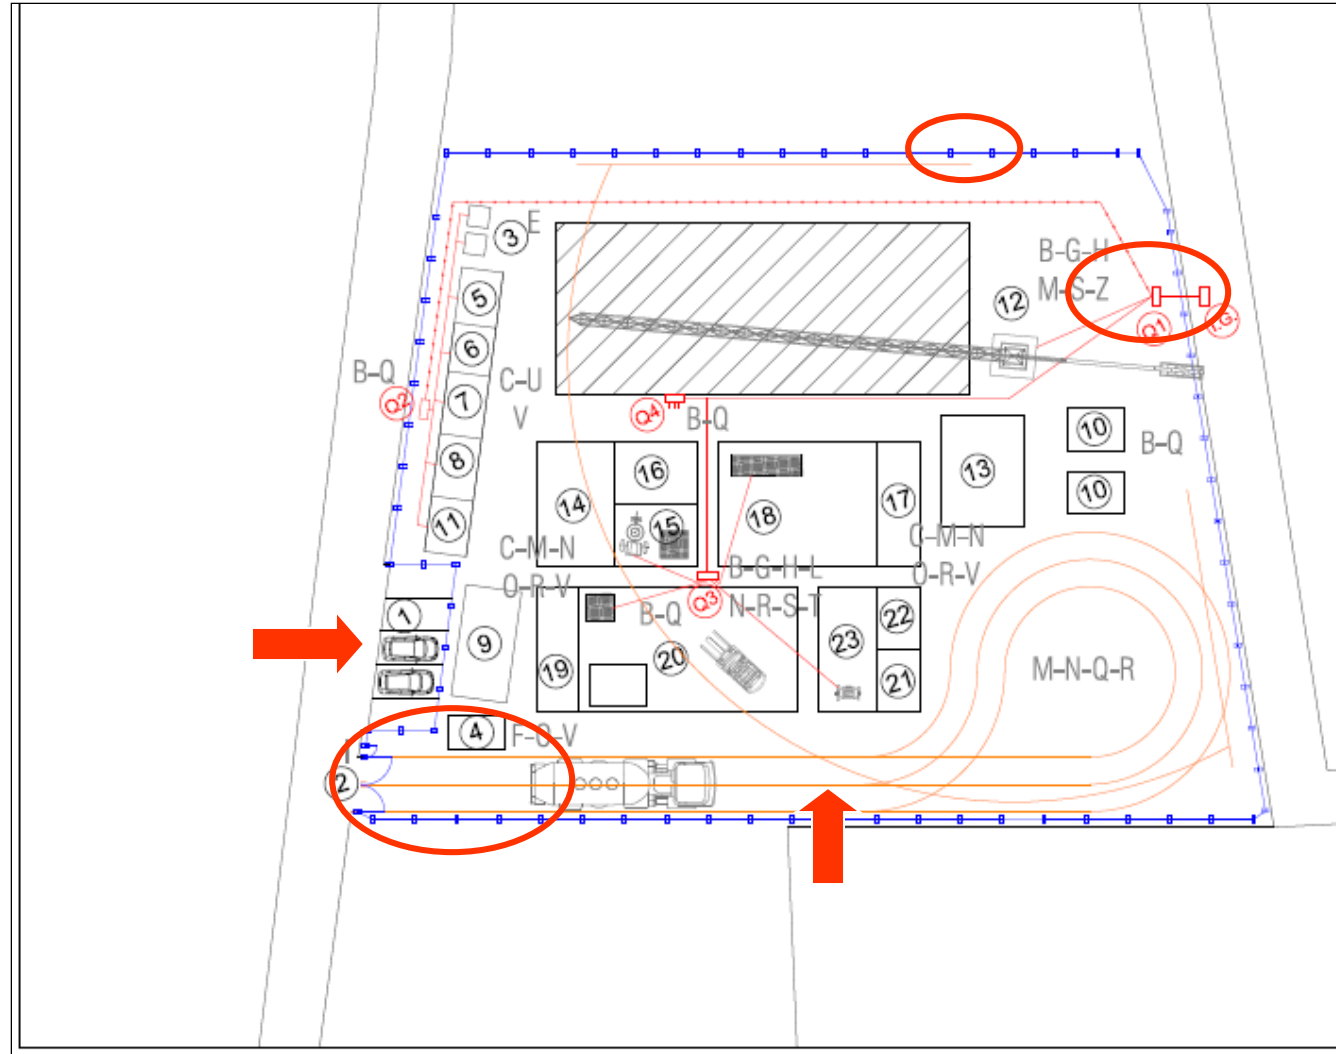 E
3
B-G-H
M-S-Z
12
Q1
I.G.
5
6
B-Q
Q2
7
C-U
V
Q4
B-Q
10
B-Q
8
16
13
14
15
18
17
10
11
C-M-N
O-R-V
C-M-N
O-R-V
B-G-H-L
N-R-S-T
Q3
B-Q
1
9
19
20
23
22
21
M-N-Q-R
4
F-O-V
2